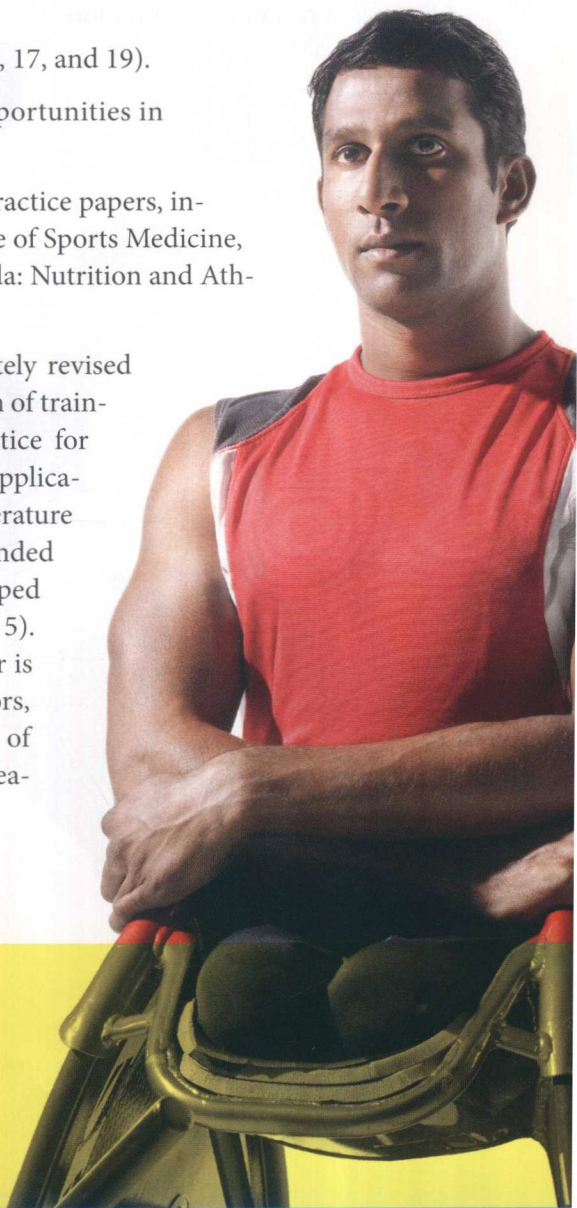 , 17, and 19).
portunities in
ractice papers, in-
e of Sports Medicine,
la: Nutrition and Ath-
tely revised
n of train-
tice for
pplica-
erature
nded
ped
5).
r is
ors,
of
ea-